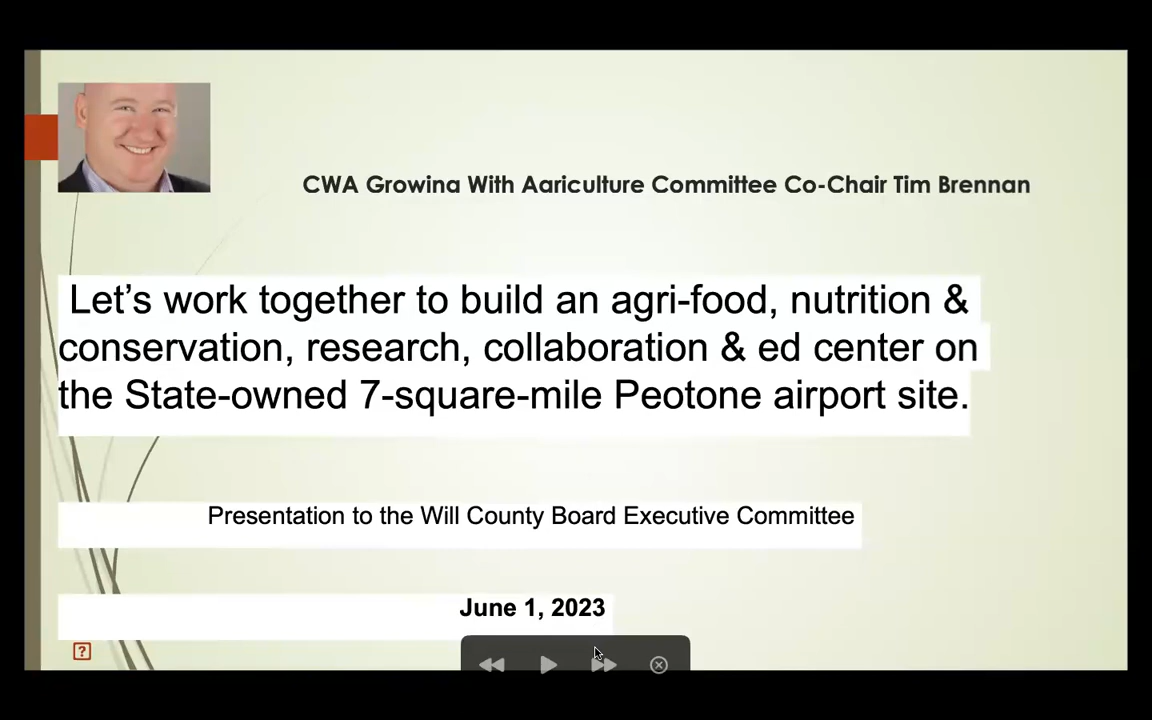 CWA Growina With Aariculture Committee Co-Chair Tim Brennan
Let’s work together to build an agri-food, nutrition &
conservation, research, collaboration & ed center on
the State-owned 7-square-mile Peotone airport site.
Presentation to the Will County Board Executive Committee
June 1, 2023
?